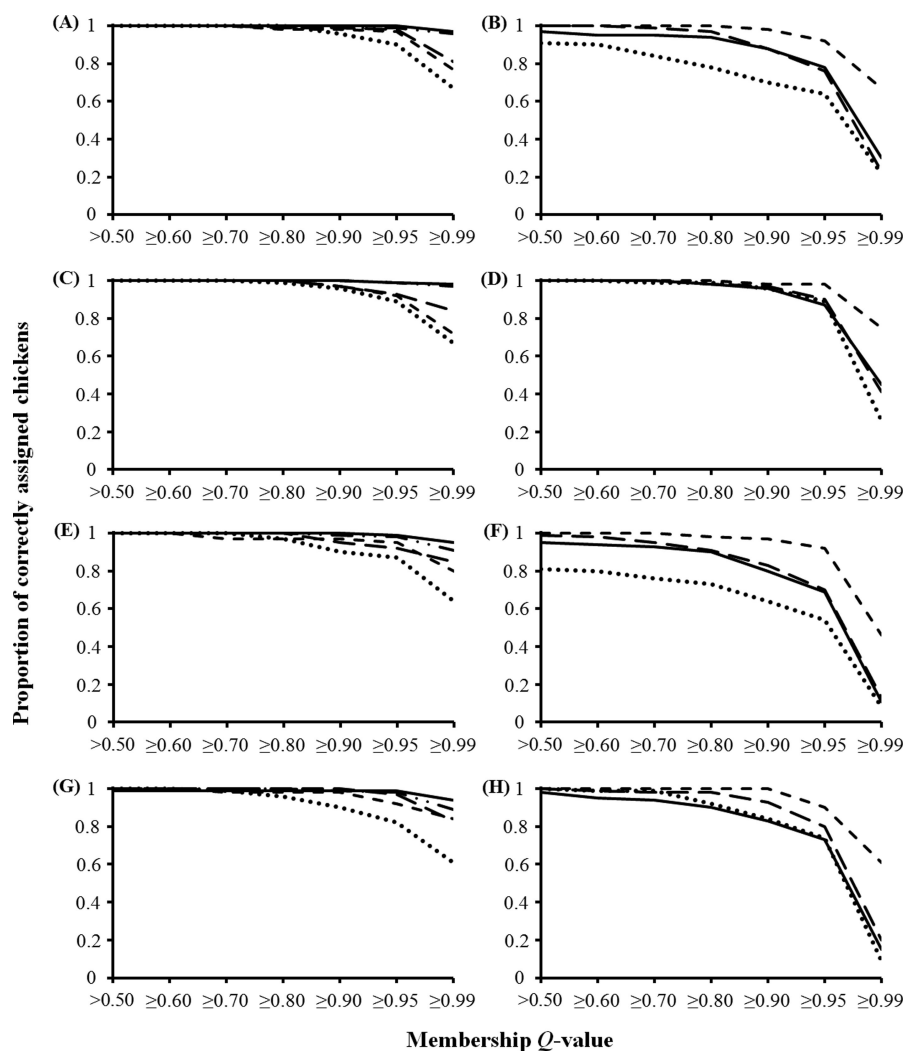 (A) 1 (B) 1
0.8 0.8
0.6 0.6
0.4 0.4
0.2 0.2
0 0
>0.50 ≥0.60 ≥0.70 ≥0.80 ≥0.90 ≥0.95 ≥0.99 >0.50 ≥0.60 ≥0.70 ≥0.80 ≥0.90 ≥0.95 ≥0.99
(C) 1 (D) 1
0.8 0.8
0.6 0.6
0.4 0.4
0.2 0.2
0 0
>0.50 ≥0.60 ≥0.70 ≥0.80 ≥0.90 ≥0.95 ≥0.99 >0.50 ≥0.60 ≥0.70 ≥0.80 ≥0.90 ≥0.95 ≥0.99
Proportion of correctly assigned chickens
(E) 1 (F) 1
0.8 0.8
0.6 0.6
0.4 0.4
0.2 0.2
0 0
>0.50 ≥0.60 ≥0.70 ≥0.80 ≥0.90 ≥0.95 ≥0.99 >0.50 ≥0.60 ≥0.70 ≥0.80 ≥0.90 ≥0.95 ≥0.99
(G) 1 (H) 1
0.8 0.8
0.6 0.6
0.4 0.4
0.2 0.2
0 0
>0.50 ≥0.60 ≥0.70 ≥0.80 ≥0.90 ≥0.95 ≥0.99 >0.50 ≥0.60 ≥0.70 ≥0.80 ≥0.90 ≥0.95 ≥0.99
Membership Q-value